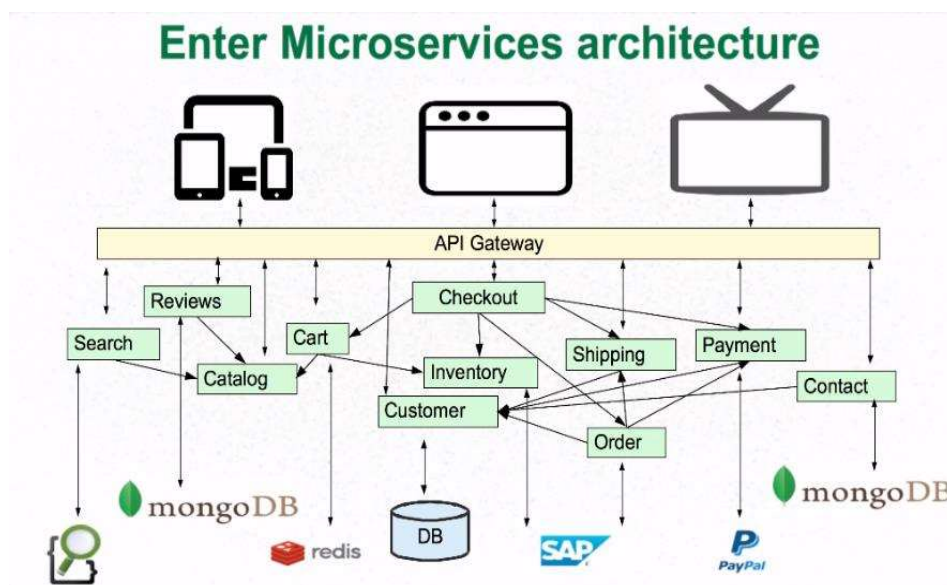 Enter Microservices architecture
API Gateway
Reviews
Checkout
Search
Cart
Shipping
Payment
Catalog
Inventory
Contact
Customer
Order
mongoDB
mongoDB
redis
DB
SAP
PayPal